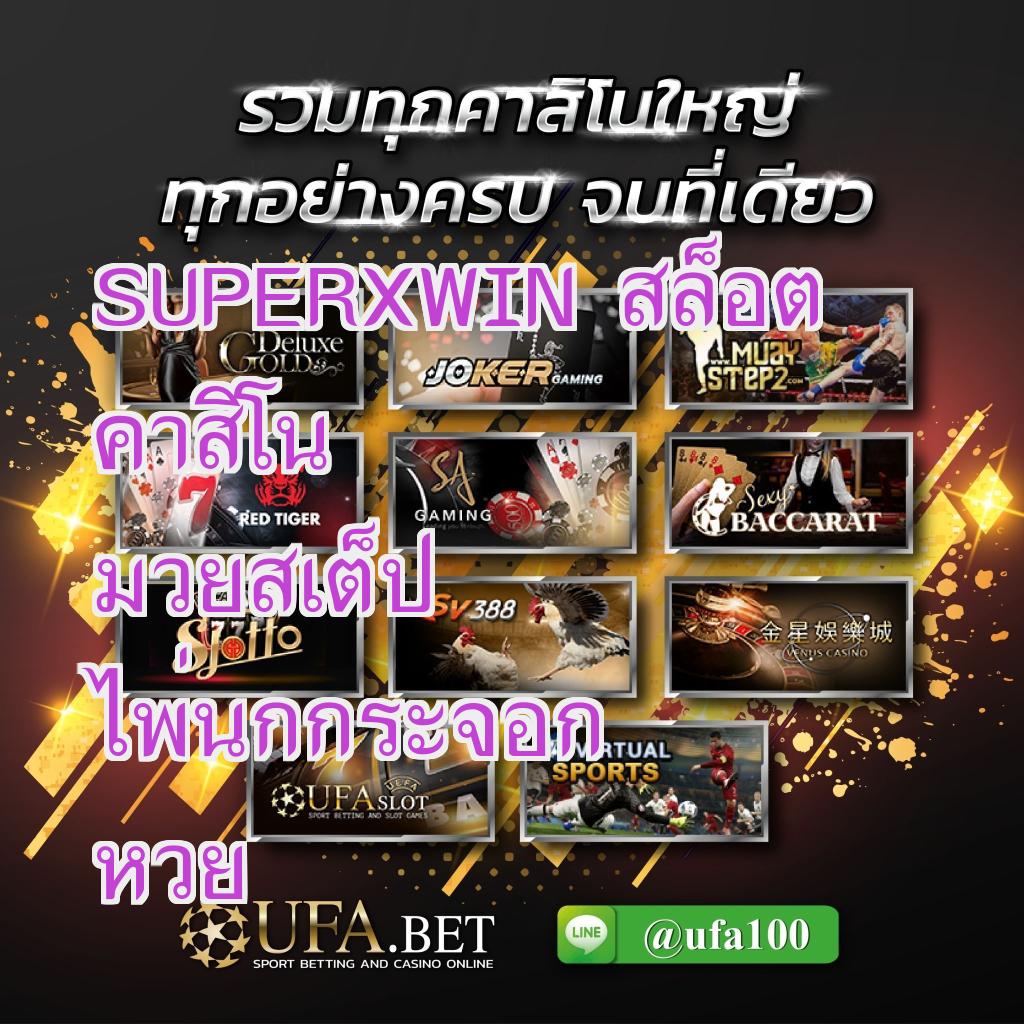 รวมทุกคาสิโนใหญ่
ทุกอย่างครบ จบที่เดียว
SUPERXWIN สล็อต
Deluxe
GOLD
JOKER GAMING
WWW.MUAY
STEP2.COM
คาสิโน
RED TIGER
SA
GAMING
Sexy
BACCARAT
มวยสเต็ป
Slotto
SV388
金星娛樂城
VENUS CASINO
ไพ่นกกระจอก
UEFA
UFASLOT
SPORT BETTING AND SLOT GAMES
VIRTUAL
SPORTS
หวย
UFA.BET
SPORT BETTING AND CASINO ONLINE
LINE @ufa100